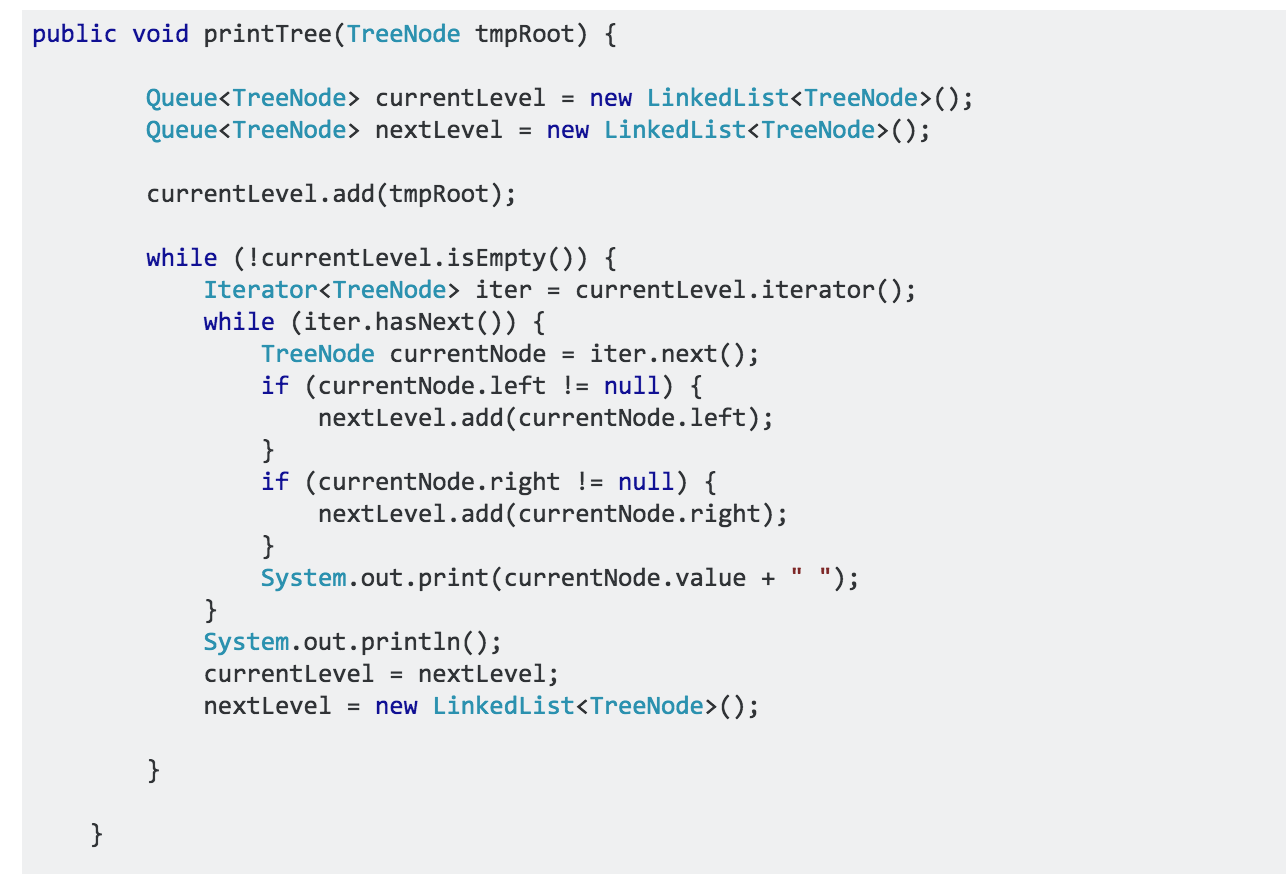 public void printTree(TreeNode tmpRoot) {
Queue<TreeNode> currentLevel = new LinkedList<TreeNode>();
Queue<TreeNode> nextLevel = new LinkedList<TreeNode>();
currentLevel.add(tmpRoot);
while (!currentLevel.isEmpty()) {
Iterator<TreeNode> iter = currentLevel.iterator();
while (iter.hasNext()) {
TreeNode currentNode = iter.next();
if (currentNode.left != null) {
nextLevel.add(currentNode.left);
}
if (currentNode.right != null) {
nextLevel.add(currentNode.right);
}
System.out.print(currentNode.value + " ");
}
System.out.println();
currentLevel = nextLevel;
nextLevel = new LinkedList<TreeNode>();
}
}